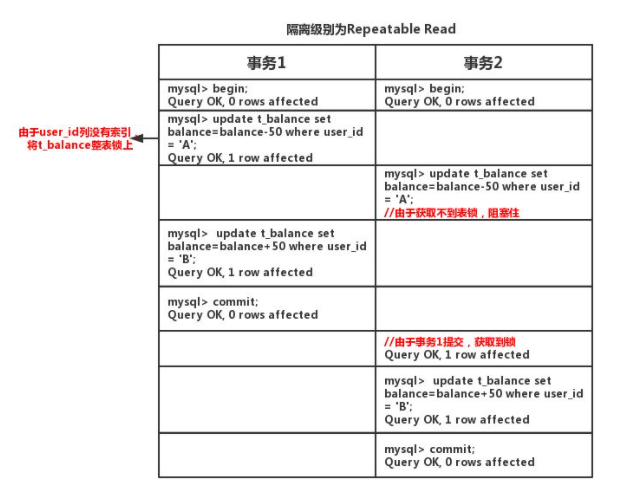 隔离级别为Repeatable Read
事务1
事务2
mysql> begin;
Query OK, 0 rows affected
mysql> begin;
Query OK, 0 rows affected
由于user_id列没有索引，
将t_balance整表锁上
mysql> update t_balance set
balance=balance-50 where user_id
= 'A';
Query OK, 1 row affected
mysql> update t_balance set
balance=balance-50 where user_id
= 'A';
//由于获取不到表锁，阻塞住
mysql>  update t_balance set
balance=balance+50 where user_id
= 'B';
Query OK, 1 row affected
mysql> commit;
Query OK, 0 rows affected
//由于事务1提交，获取到锁
Query OK, 1 row affected
mysql>  update t_balance set
balance=balance+50 where user_id
= 'B';
Query OK, 1 row affected
mysql> commit;
Query OK, 0 rows affected